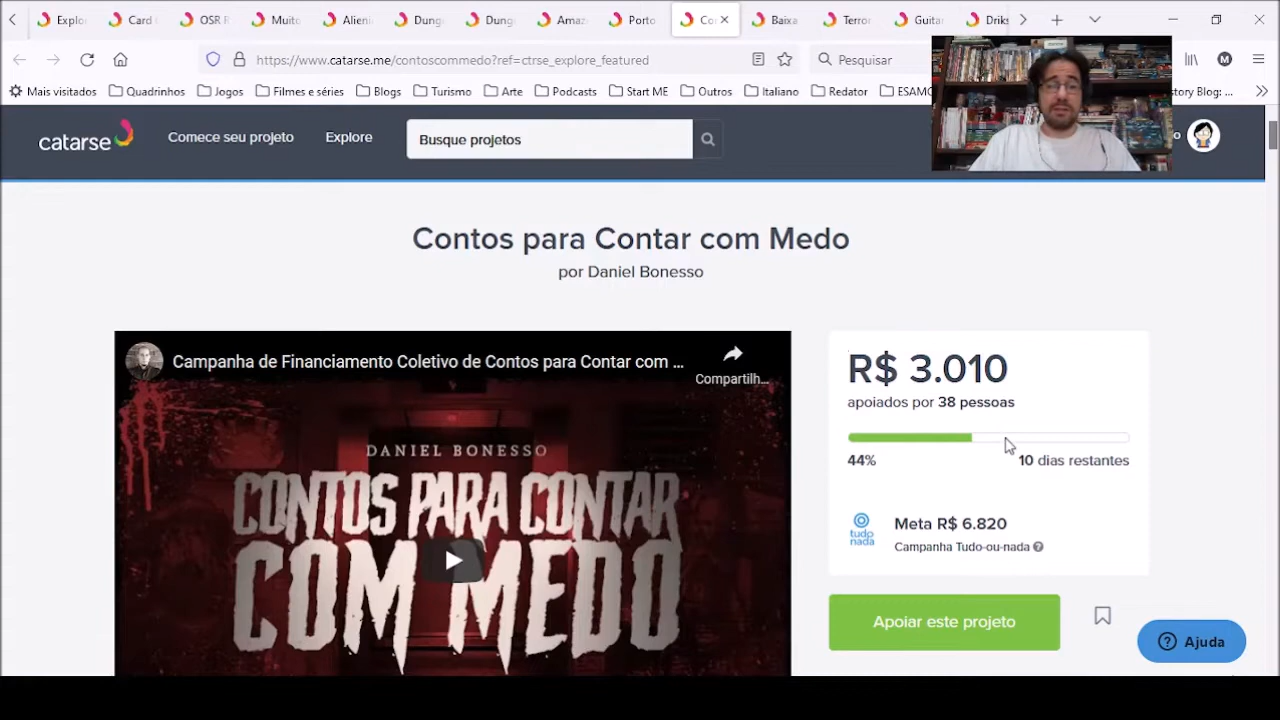 Explo Card OSR R Muito Alieni Dung Dung Amaz Porto Co Baixa Terror Guitar Driks
https://www.catarse.me/contoscommedo?ref=ctrse_explore_featured Pesquisar M
Mais visitados Quadrinhos Jogos Filmes e séries Blogs Turismo Arte Podcasts Start ME Outros Italiano Redator ESAMC story Blog: ...
catarse Comece seu projeto Explore Busque projetos o
Contos para Contar com Medo
por Daniel Bonesso
Campanha de Financiamento Coletivo de Contos para Contar com ...
Compartilh...
DANIEL BONESSO
CONTOS PARA CONTAR
COM MEDO
R$ 3.010
apoiados por 38 pessoas
44% 10 dias restantes
tudo nada
Meta R$ 6.820
Campanha Tudo-ou-nada ?
Apoiar este projeto
? Ajuda